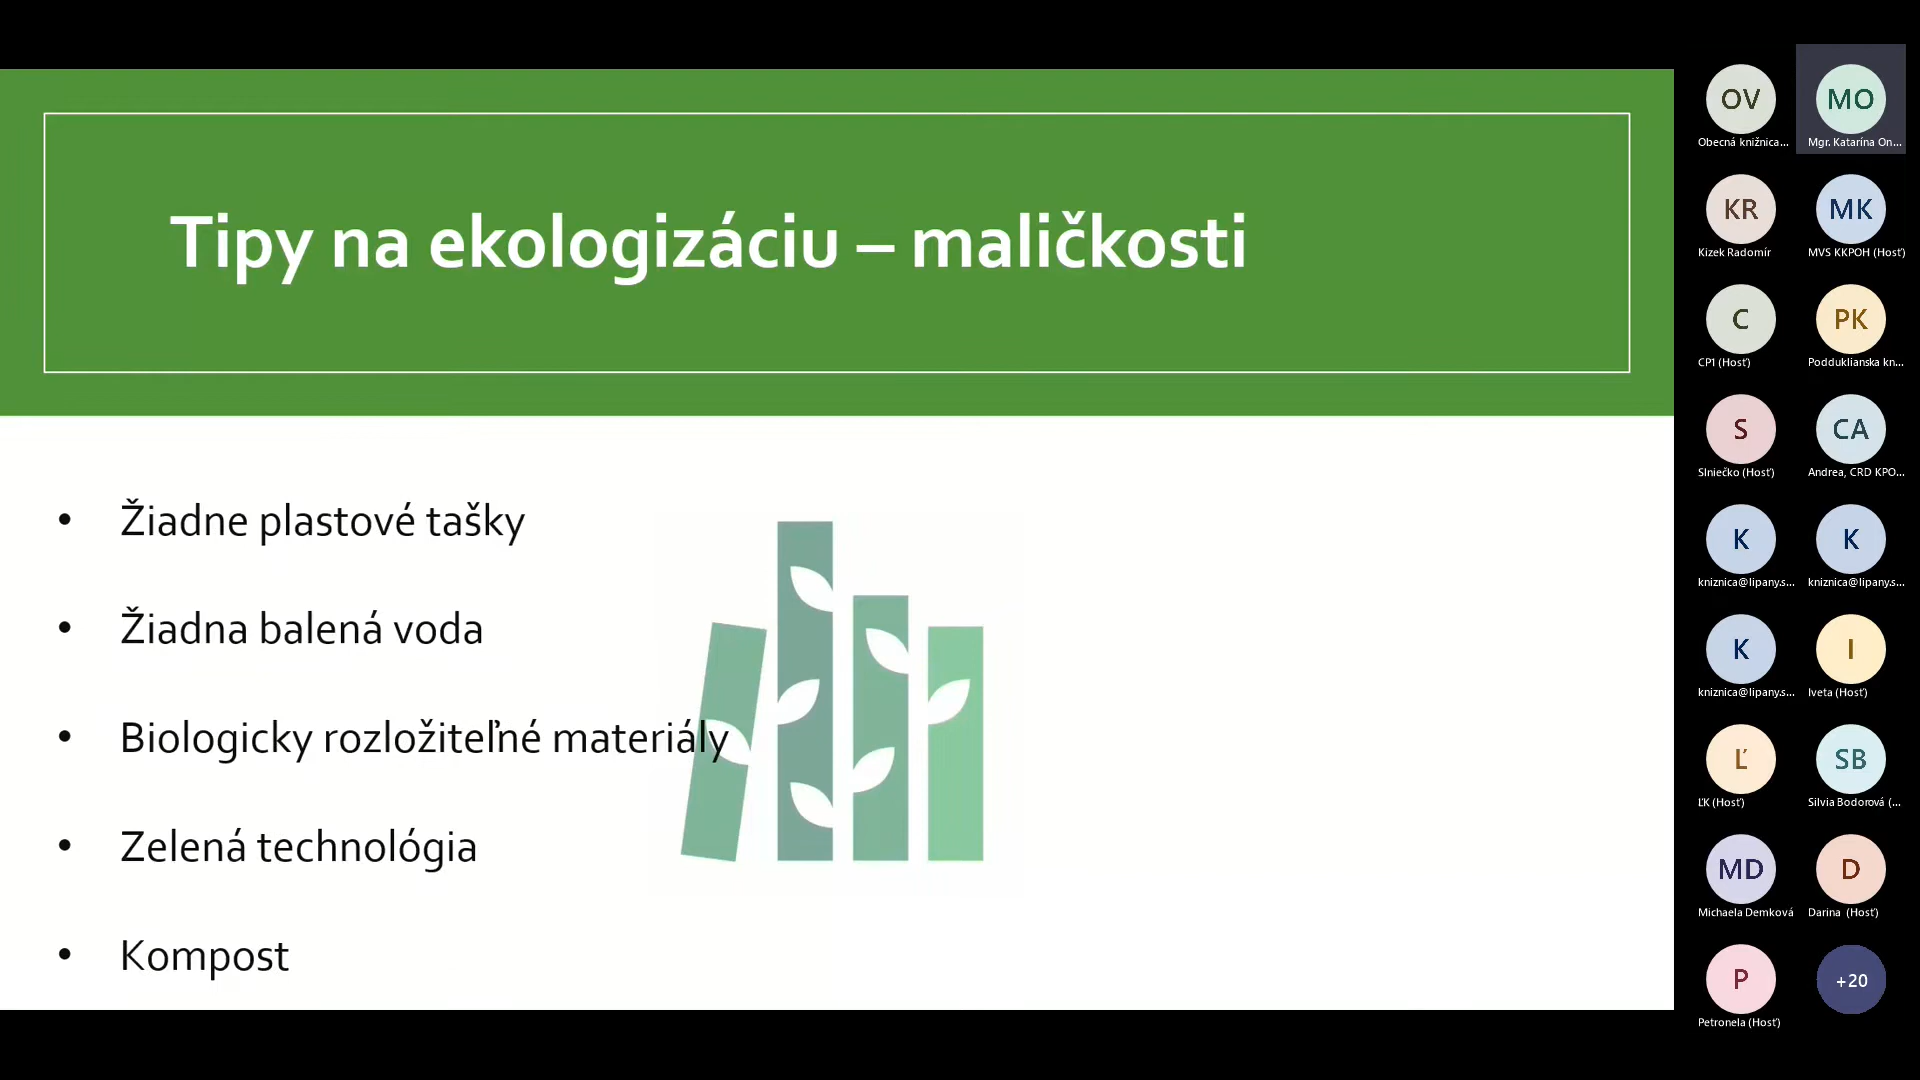 Tipy na ekologizáciu – maličkosti
• Žiadne plastové tašky
• Žiadna balená voda
• Biologicky rozložiteľné materiály
• Zelená technológia
• Kompost
OV
Obecná knižnica...
MO
Mgr. Katarína On...
KR
Kizek Radomír
MK
MVS KKPOH (Hosť)
C
CP1 (Hosť)
PK
Podduklianska kn...
S
Slniečko (Hosť)
CA
Andrea, CRD KPO...
K
kniznica@lipany.s...
K
kniznica@lipany.s...
K
kniznica@lipany.s...
I
Iveta (Hosť)
Ľ
ĽK (Hosť)
SB
Silvia Bodorová (...
MD
Michaela Demková
D
Darina (Hosť)
P
Petronela (Hosť)
+20